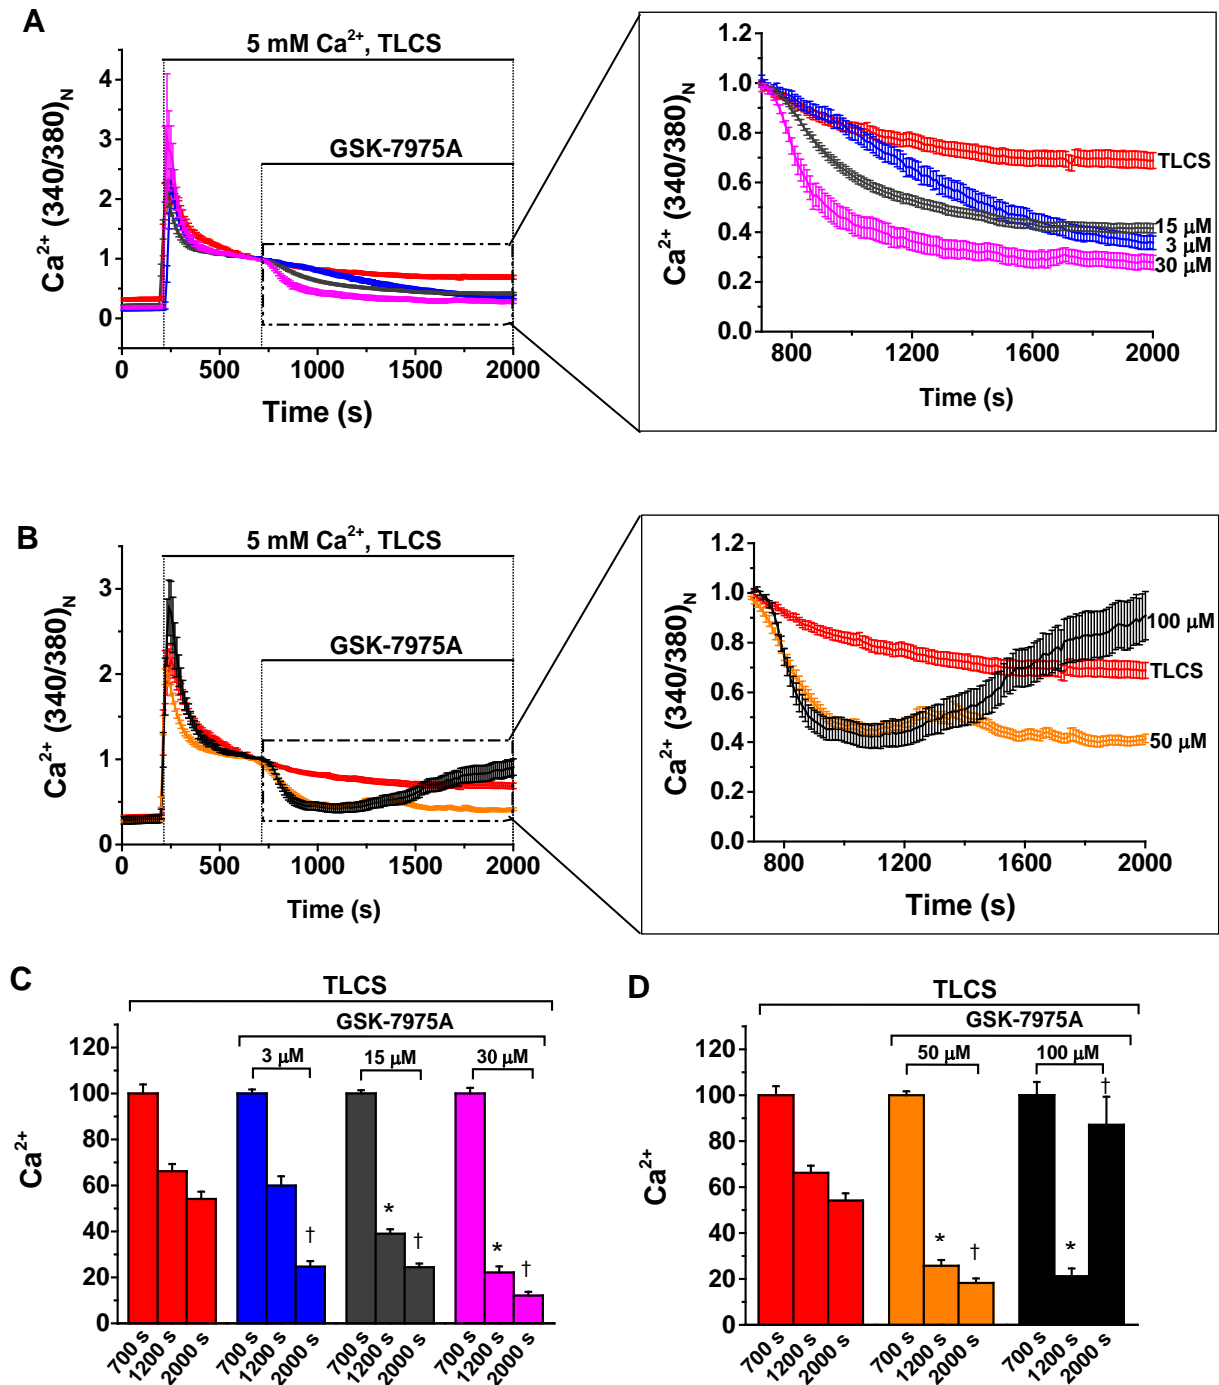 A
5 mM Ca²⁺, TLCS
GSK-7975A
Ca²⁺ (340/380)N
4
3
2
1
0
0 500 1000 1500 2000
Time (s)
Ca²⁺ (340/380)N
1.2
1.0
0.8
0.6
0.4
0.2
0.0
TLCS
15 µM
3 µM
30 µM
800 1200 1600 2000
Time (s)
B
5 mM Ca²⁺, TLCS
GSK-7975A
Ca²⁺ (340/380)N
3
2
1
0
0 500 1000 1500 2000
Time (s)
Ca²⁺ (340/380)N
1.2
1.0
0.8
0.6
0.4
0.2
0.0
100 µM
TLCS
50 µM
800 1200 1600 2000
Time (s)
C
TLCS
GSK-7975A
3 µM 15 µM 30 µM
Ca²⁺
120
100
80
60
40
20
0
† * † * †
700 s 1200 s 2000 s 700 s 1200 s 2000 s 700 s 1200 s 2000 s 700 s 1200 s 2000 s
D
TLCS
GSK-7975A
50 µM 100 µM
Ca²⁺
120
100
80
60
40
20
0
* † * †
700 s 1200 s 2000 s 700 s 1200 s 2000 s 700 s 1200 s 2000 s